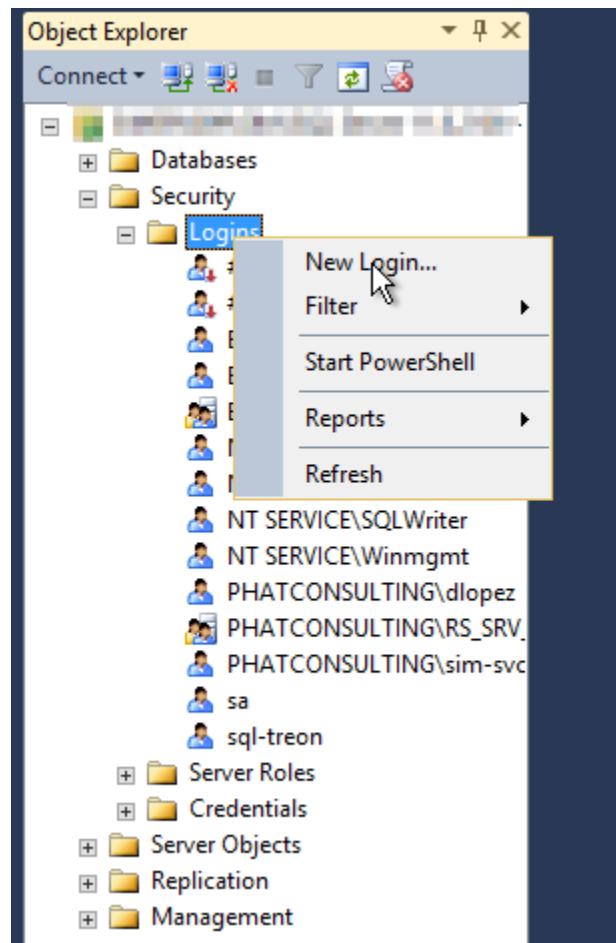 Object Explorer
Connect
Databases
Security
Logins
New Login...
Filter
Start PowerShell
Reports
Refresh
NT SERVICE\SQLWriter
NT SERVICE\Winmgmt
PHATCONSULTING\dlopez
PHATCONSULTING\RS_SRV_
PHATCONSULTING\sim-svc
sa
sql-treon
Server Roles
Credentials
Server Objects
Replication
Management